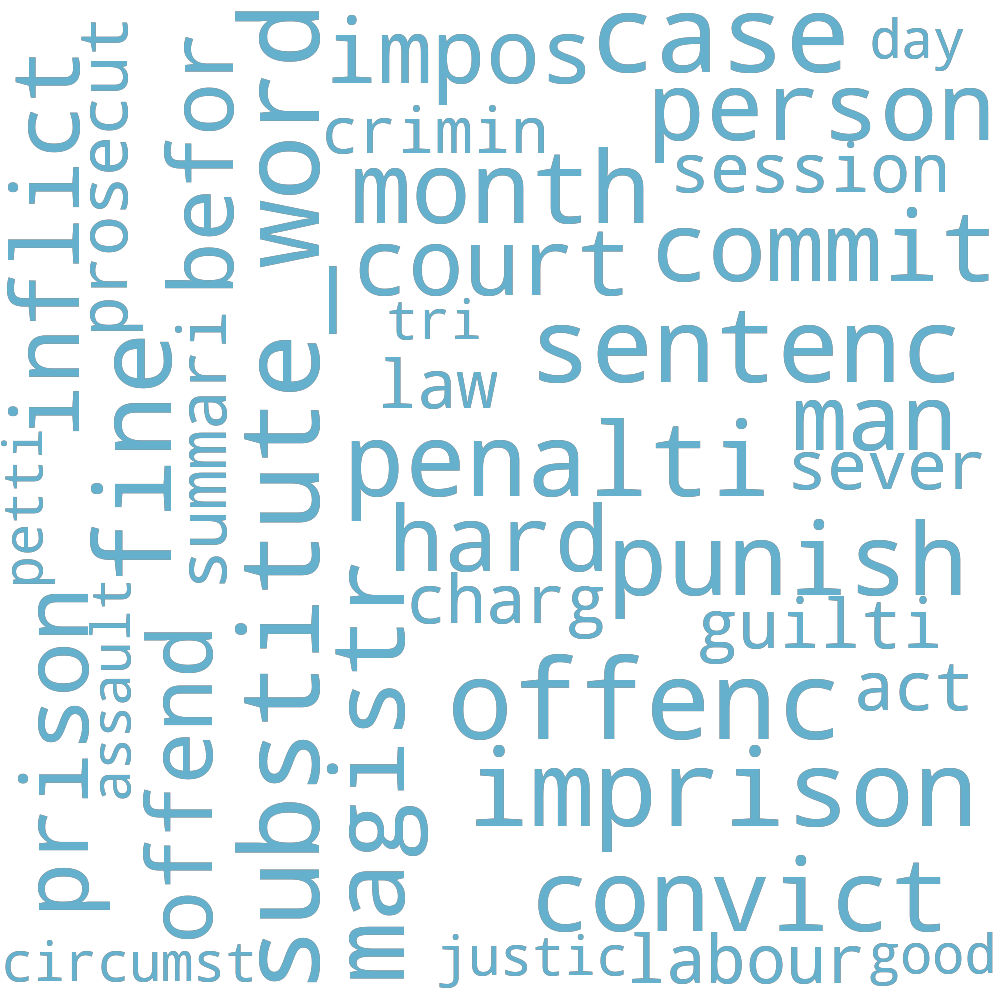 inflict
prosecut
befor
substitute_word
impos
case
day
person
crimin
session
month
court
commit
tri
sentenc
law
man
sever
penalti
fine
summari
petti
hard
punish
charg
guilti
prison
assault
offend
magistr
offenc
act
imprison
convict
circumst
justic
labour
good